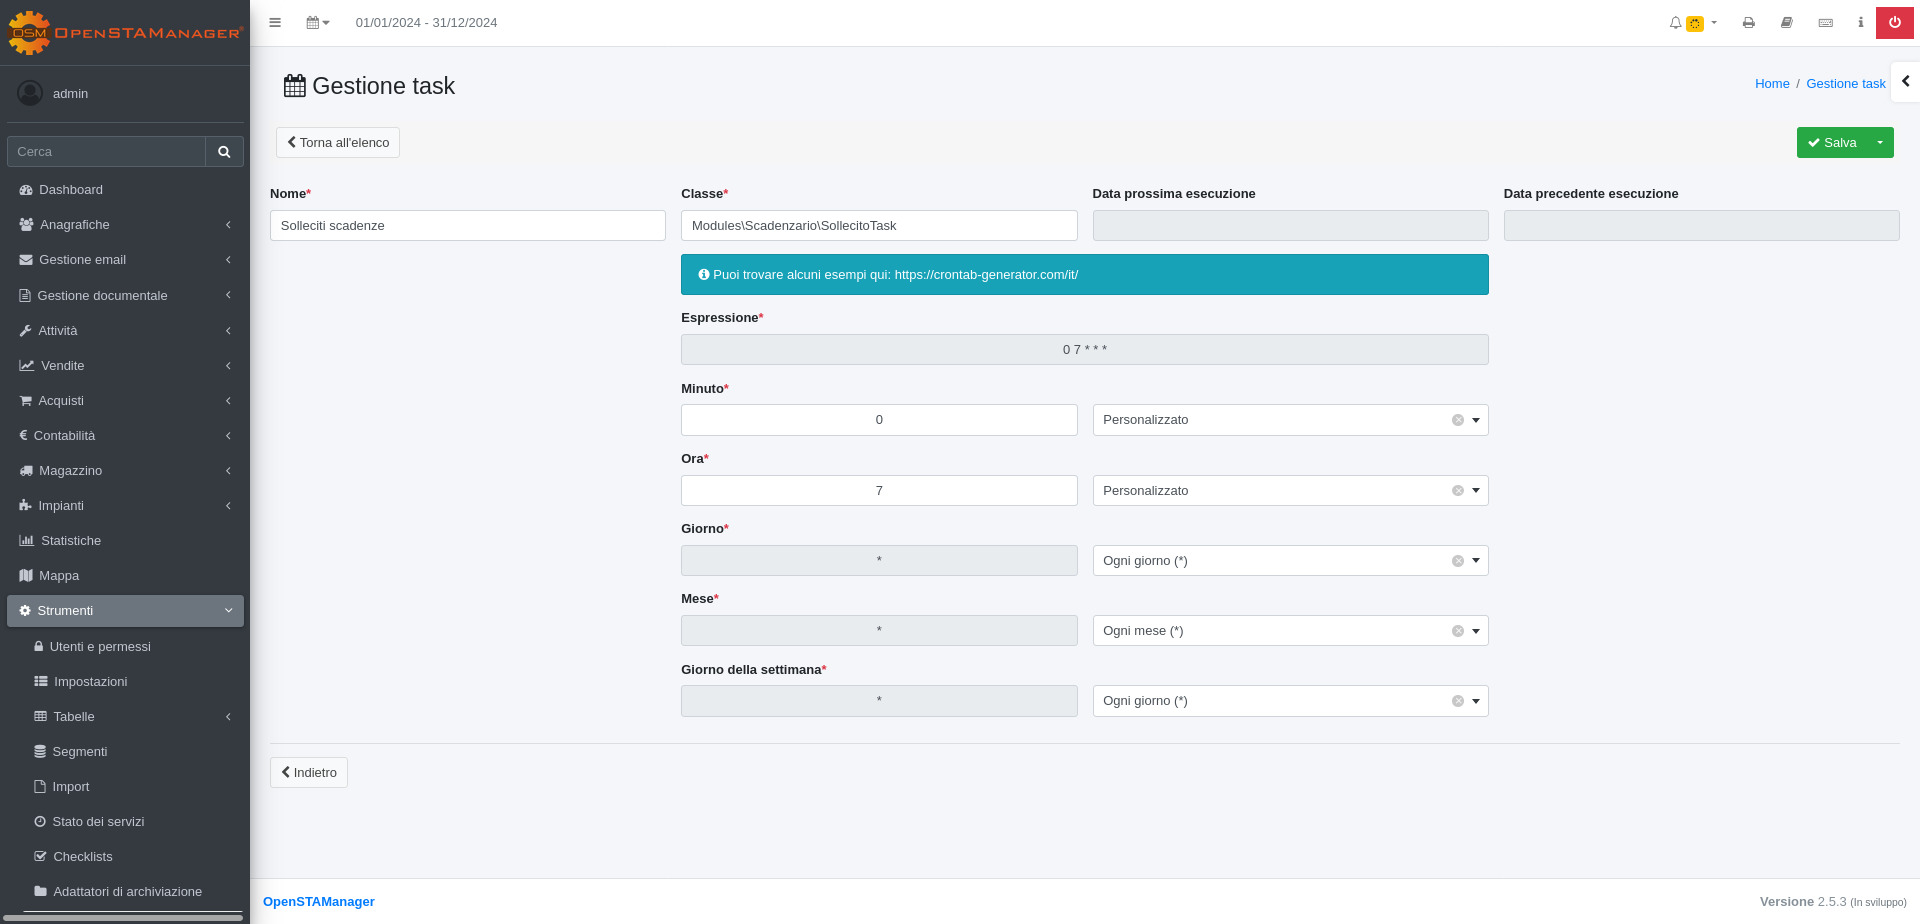 OSM OpenSTAManager
01/01/2024 - 31/12/2024
admin
Cerca
Dashboard
Anagrafiche
Gestione email
Gestione documentale
Attività
Vendite
Acquisti
Contabilità
Magazzino
Impianti
Statistiche
Mappa
Strumenti
Utenti e permessi
Impostazioni
Tabelle
Segmenti
Import
Stato dei servizi
Checklists
Adattatori di archiviazione
Gestione task
Home / Gestione task
Torna all'elenco
Salva
Nome*
Solleciti scadenze
Classe*
Modules\Scadenzario\SollecitoTask
Data prossima esecuzione
Data precedente esecuzione
Puoi trovare alcuni esempi qui: https://crontab-generator.com/it/
Espressione*
0 7 * * *
Minuto*
0
Personalizzato
Ora*
7
Personalizzato
Giorno*
*
Ogni giorno (*)
Mese*
*
Ogni mese (*)
Giorno della settimana*
*
Ogni giorno (*)
Indietro
OpenSTAManager
Versione 2.5.3 (In sviluppo)